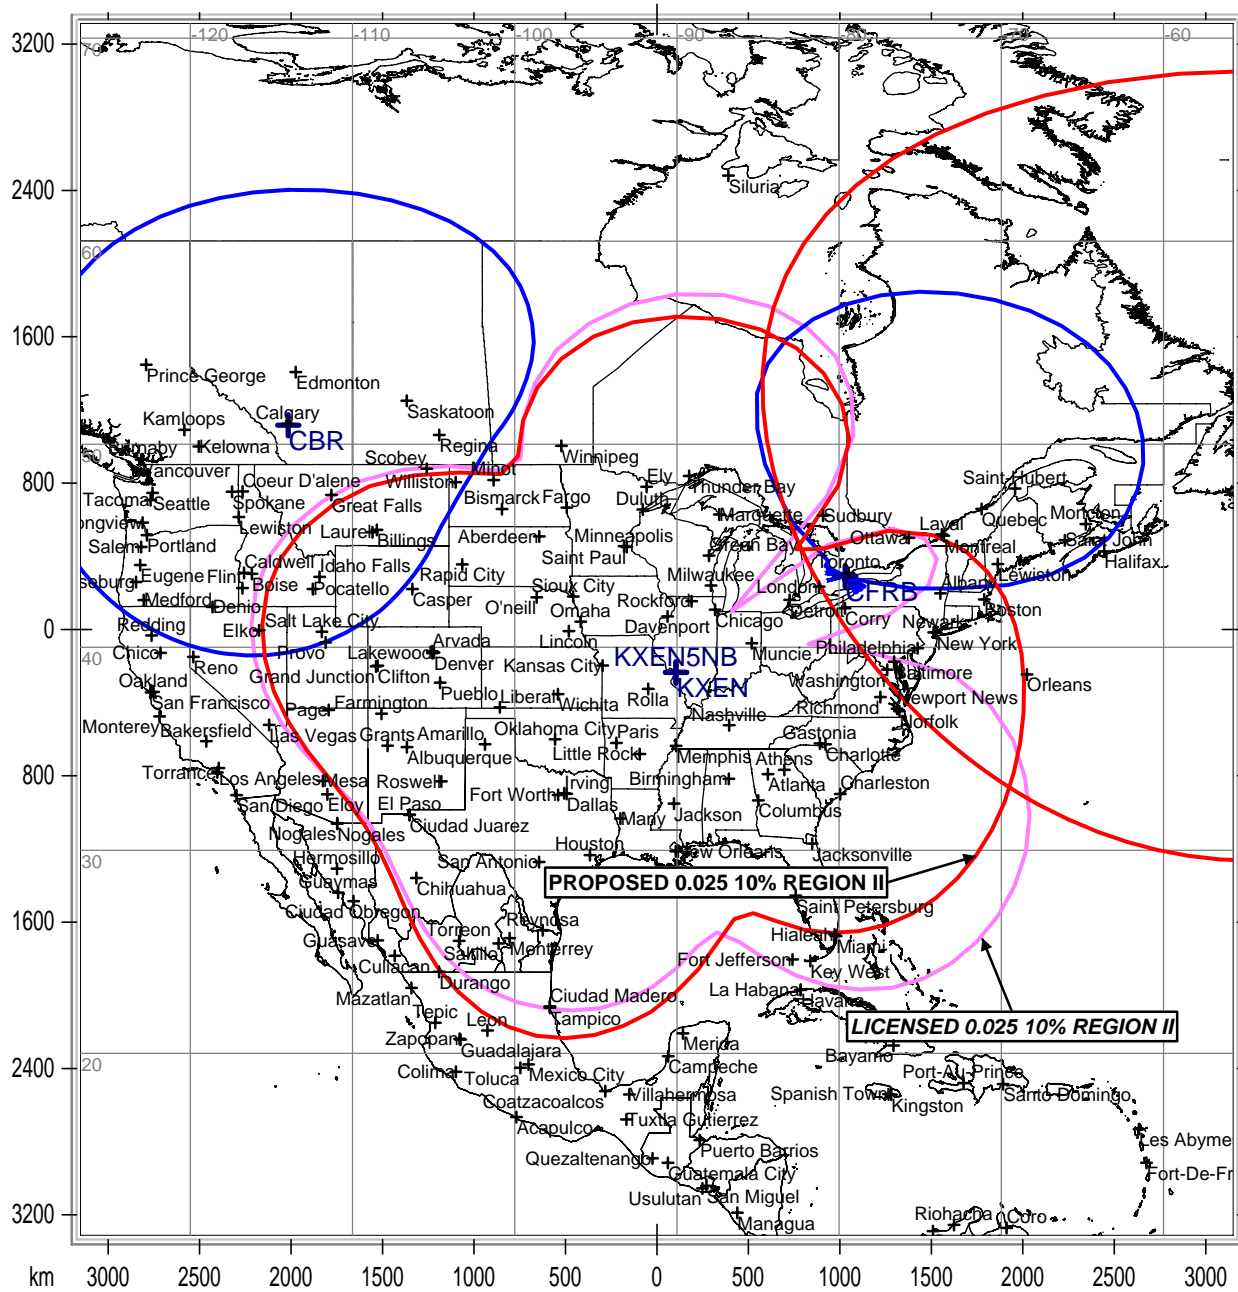 3200
70
-120
-110
-100
-90
-70
-60
2400
Siluria
60
1600
Prince George
Edmonton
Saskatoon
Kamloops
Calgary
CBR
Kelowna
Regina
Winnipeg
Scobey
Minot
Vancouver
800
Williston
Ely
Thunder Bay
Saint-Hubert
Coeur D'alene
Tacoma
Seattle
Spokane
Great Falls
Bismarck
Fargo
Duluth
Marquette
Sudbury
Quebec
Moncton
Lewiston
Laurel
Billings
Aberdeen
Minneapolis
Saint Paul
Green Bay
Ottawa
Laval
Montreal
Saint John
Halifax
Salem
Portland
Caldwell
Idaho Falls
Rapid City
Milwaukee
London
Toronto
Albany
Lewiston
Eugene
Flint
Boise
Pocatello
Casper
Sioux City
Rockford
Detroit
CFRB
Boston
Medford
Denio
O'neill
Omaha
Davenport
Chicago
Corry
Newark
0
Redding
Elko
Salt Lake City
Arvada
Lincoln
Muncie
Philadelphia
New York
Chico
Reno
Provo
Lakewood
Denver
Kansas City
KXEN5NB
Baltimore
40
Oakland
Grand Junction
Clifton
KXEN
Washington
Orleans
San Francisco
Page
Farmington
Pueblo
Liberal
Wichita
Rolla
Nashville
Richmond
Newport News
Norfolk
Monterey
Bakersfield
Las Vegas
Grants
Amarillo
Oklahoma City
Paris
Gastonia
Albuquerque
Little Rock
Memphis
Athens
Charlotte
800
Torrance
Los Angeles
Mesa
Roswell
Irving
Birmingham
Atlanta
Charleston
San Diego
Eloy
El Paso
Fort Worth
Dallas
Jackson
Columbus
Nogales
Nogales
Ciudad Juarez
Many
Houston
New Orleans
Jacksonville
30
Hermosillo
San Antonio
Guaymas
Chihuahua
PROPOSED 0.025 10% REGION II
Ciudad Obregon
Saint Petersburg
1600
Guasave
Torreon
Reynosa
Hialeah
Miami
Culiacan
Saltillo
Monterrey
Fort Jefferson
Key West
Durango
Mazatlan
Ciudad Madero
La Habana
Havana
Tepic
Leon
Tampico
LICENSED 0.025 10% REGION II
Zapopan
Guadalajara
Merida
Bayamo
20
Colima
Toluca
Mexico City
Campeche
Port-Au-Prince
2400
Coatzacoalcos
Villahermosa
Spanish Town
Kingston
Santo Domingo
Acapulco
Tuxtla Gutierrez
Les Abyme
Quezaltenango
Puerto Barrios
Guatemala City
Fort-De-Fr
Usulutan
San Miguel
3200
Managua
Riohacha
Coro
km
3000
2500
2000
1500
1000
500
0
500
1000
1500
2000
2500
3000